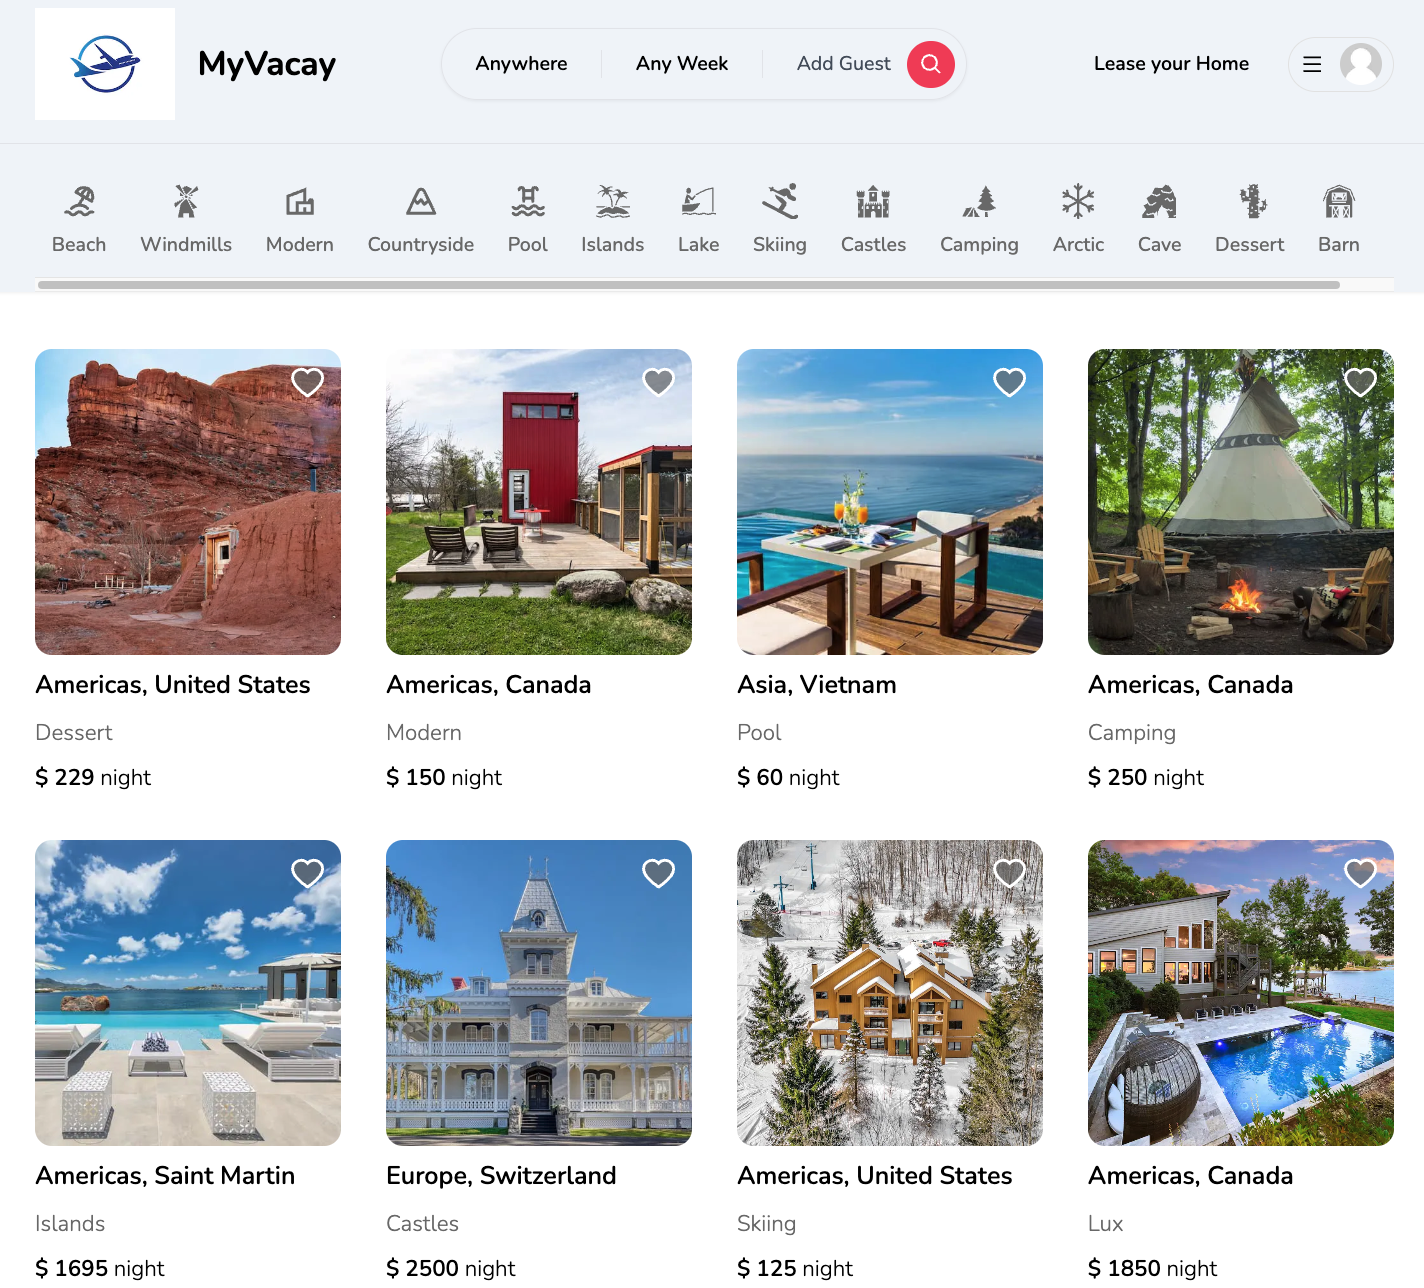 MyVacay
Anywhere
Any Week
Add Guest
Lease your Home
Beach
Windmills
Modern
Countryside
Pool
Islands
Lake
Skiing
Castles
Camping
Arctic
Cave
Dessert
Barn
Americas, United States
Dessert
$ 229 night
Americas, Canada
Modern
$ 150 night
Asia, Vietnam
Pool
$ 60 night
Americas, Canada
Camping
$ 250 night
Americas, Saint Martin
Islands
$ 1695 night
Europe, Switzerland
Castles
$ 2500 night
Americas, United States
Skiing
$ 125 night
Americas, Canada
Lux
$ 1850 night